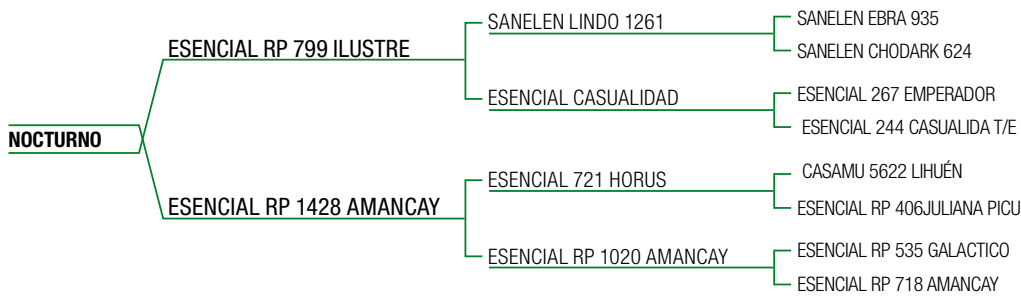 NOCTURNO
ESENCIAL RP 799 ILUSTRE
ESENCIAL RP 1428 AMANCAY
SANELEN LINDO 1261
ESENCIAL CASUALIDAD
ESENCIAL 721 HORUS
ESENCIAL RP 1020 AMANCAY
SANELEN EBRA 935
SANELEN CHODARK 624
ESENCIAL 267 EMPERADOR
ESENCIAL 244 CASUALIDA T/E
CASAMU 5622 LIHUÉN
ESENCIAL RP 406JULIANA PICU
ESENCIAL RP 535 GALACTICO
ESENCIAL RP 718 AMANCAY